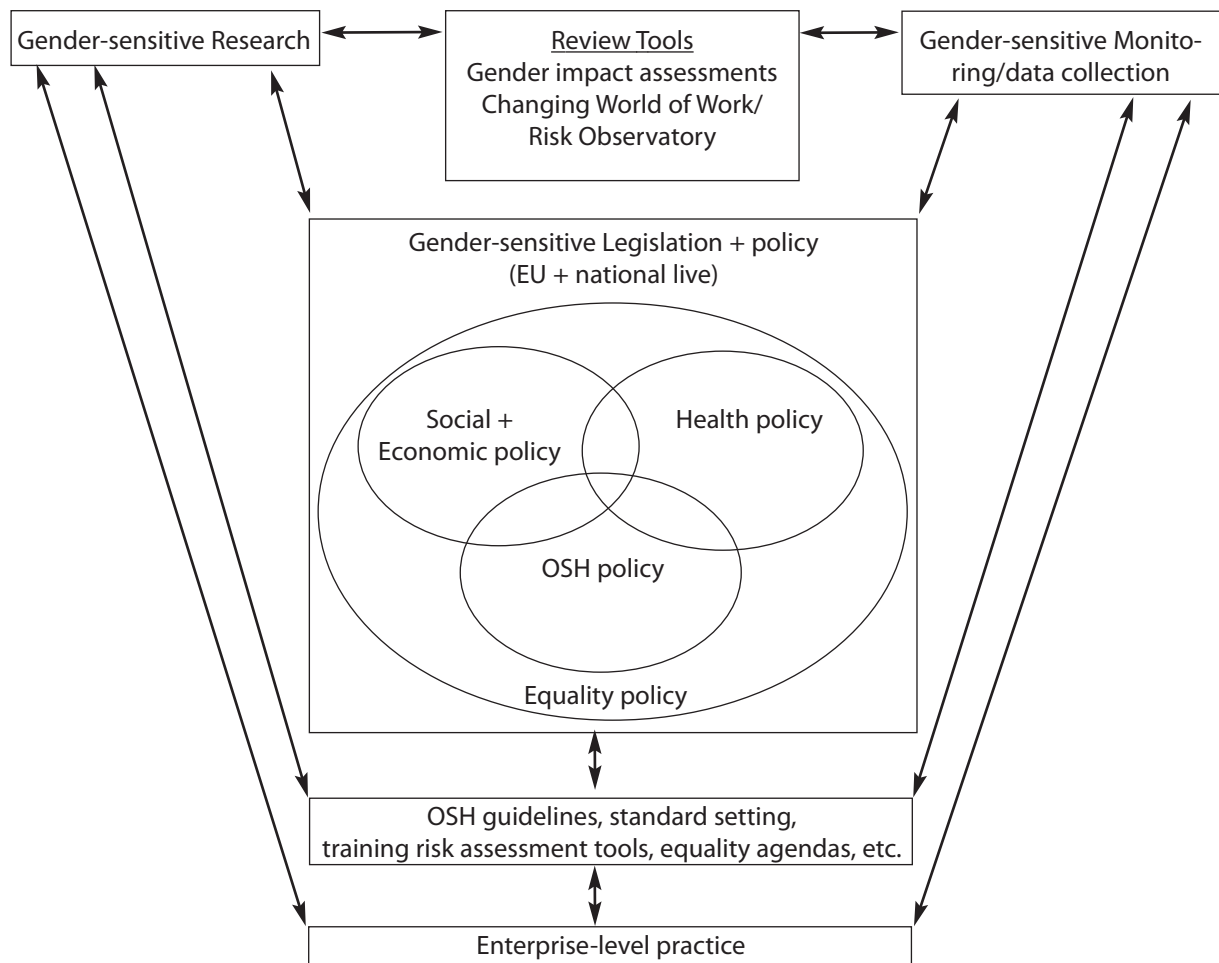 Gender-sensitive Research
Review Tools
Gender impact assessments
Changing World of Work/
Risk Observatory
Gender-sensitive Monito-
ring/data collection
Gender-sensitive Legislation + policy
(EU + national live)
Social +
Economic policy
Health policy
OSH policy
Equality policy
OSH guidelines, standard setting,
training risk assessment tools, equality agendas, etc.
Enterprise-level practice